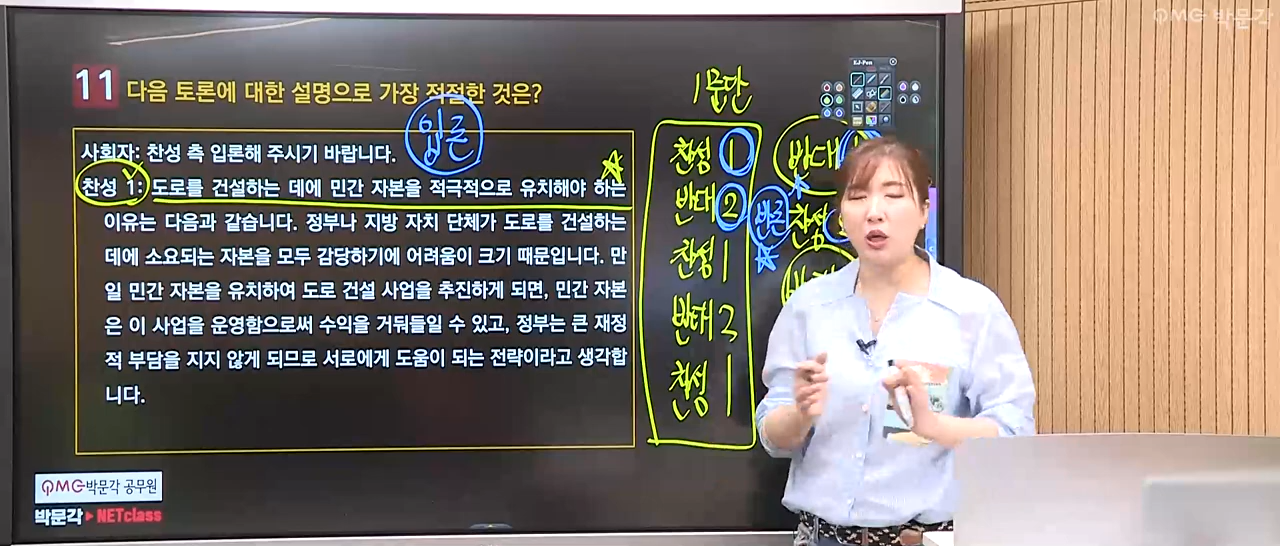 PMG 박문각
11 다음 토론에 대한 설명으로 가장 적절한 것은?
입론
사회자: 찬성 측 입론해 주시기 바랍니다.
찬성 1: 도로를 건설하는 데에 민간 자본을 적극적으로 유치해야 하는
이유는 다음과 같습니다. 정부나 지방 자치 단체가 도로를 건설하는
데에 소요되는 자본을 모두 감당하기에 어려움이 크기 때문입니다. 만
일 민간 자본을 유치하여 도로 건설 사업을 추진하게 되면, 민간 자본
은 이 사업을 운영함으로써 수익을 거둬들일 수 있고, 정부는 큰 재정
적 부담을 지지 않게 되므로 서로에게 도움이 되는 전략이라고 생각합
니다.
1문단
찬성 1
반대 2
찬성 1
반대 2
찬성 1
반대
반론
찬성
EJ-Pen
PMG 박문각 공무원
박문각 NETclass